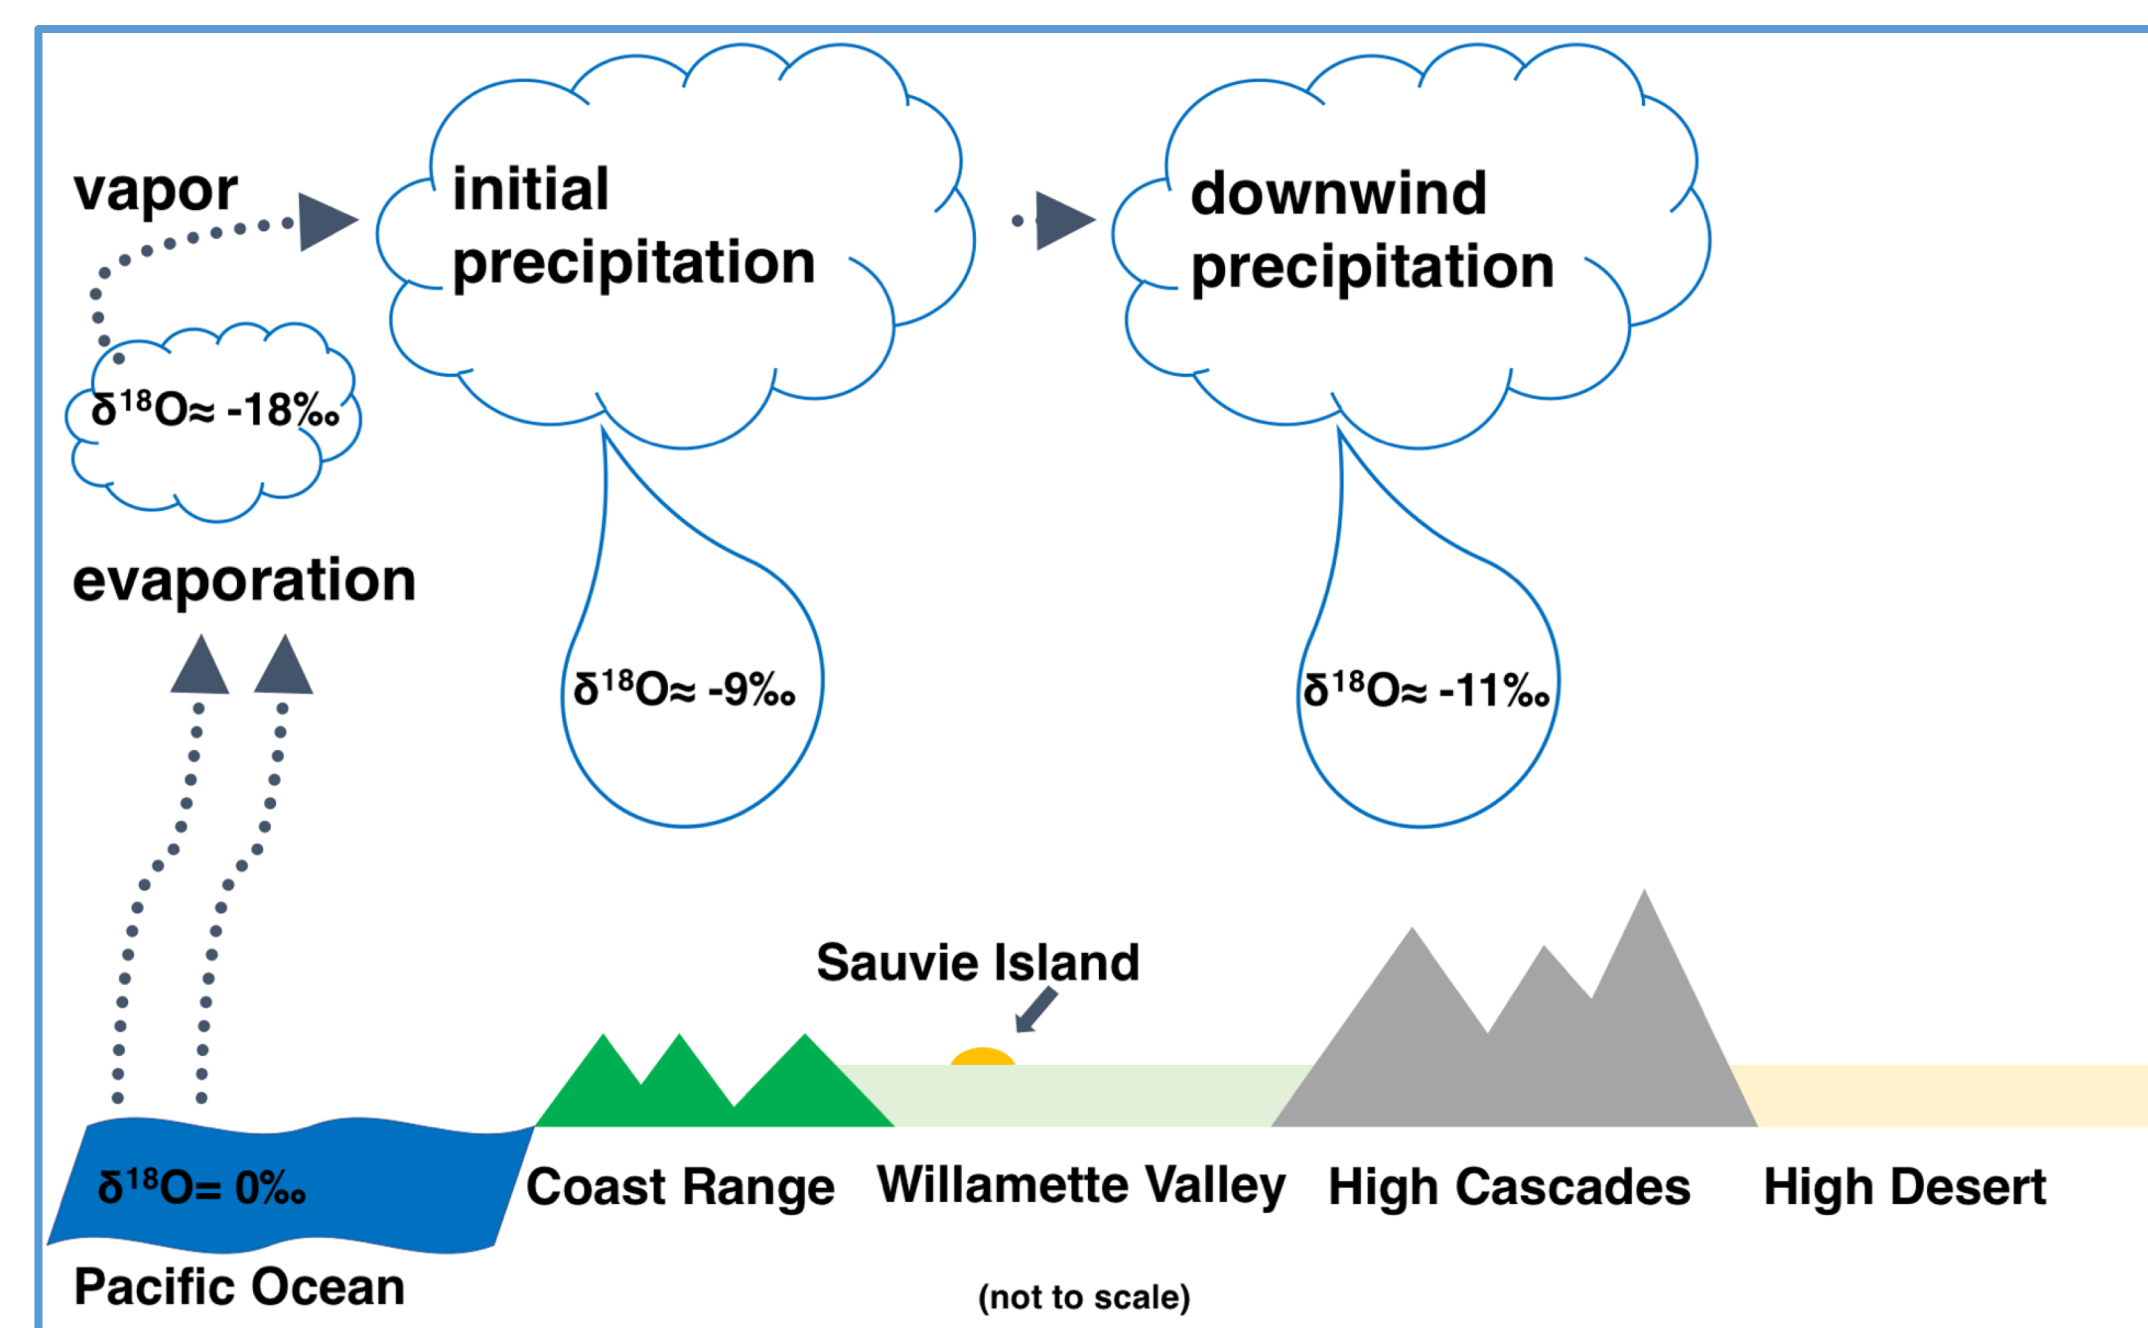 vapor
initial
precipitation
downwind
precipitation
δ¹⁸O≈ -18‰
evaporation
δ¹⁸O≈ -9‰
δ¹⁸O≈ -11‰
Sauvie Island
δ¹⁸O= 0‰
Coast Range
Willamette Valley
High Cascades
High Desert
Pacific Ocean
(not to scale)